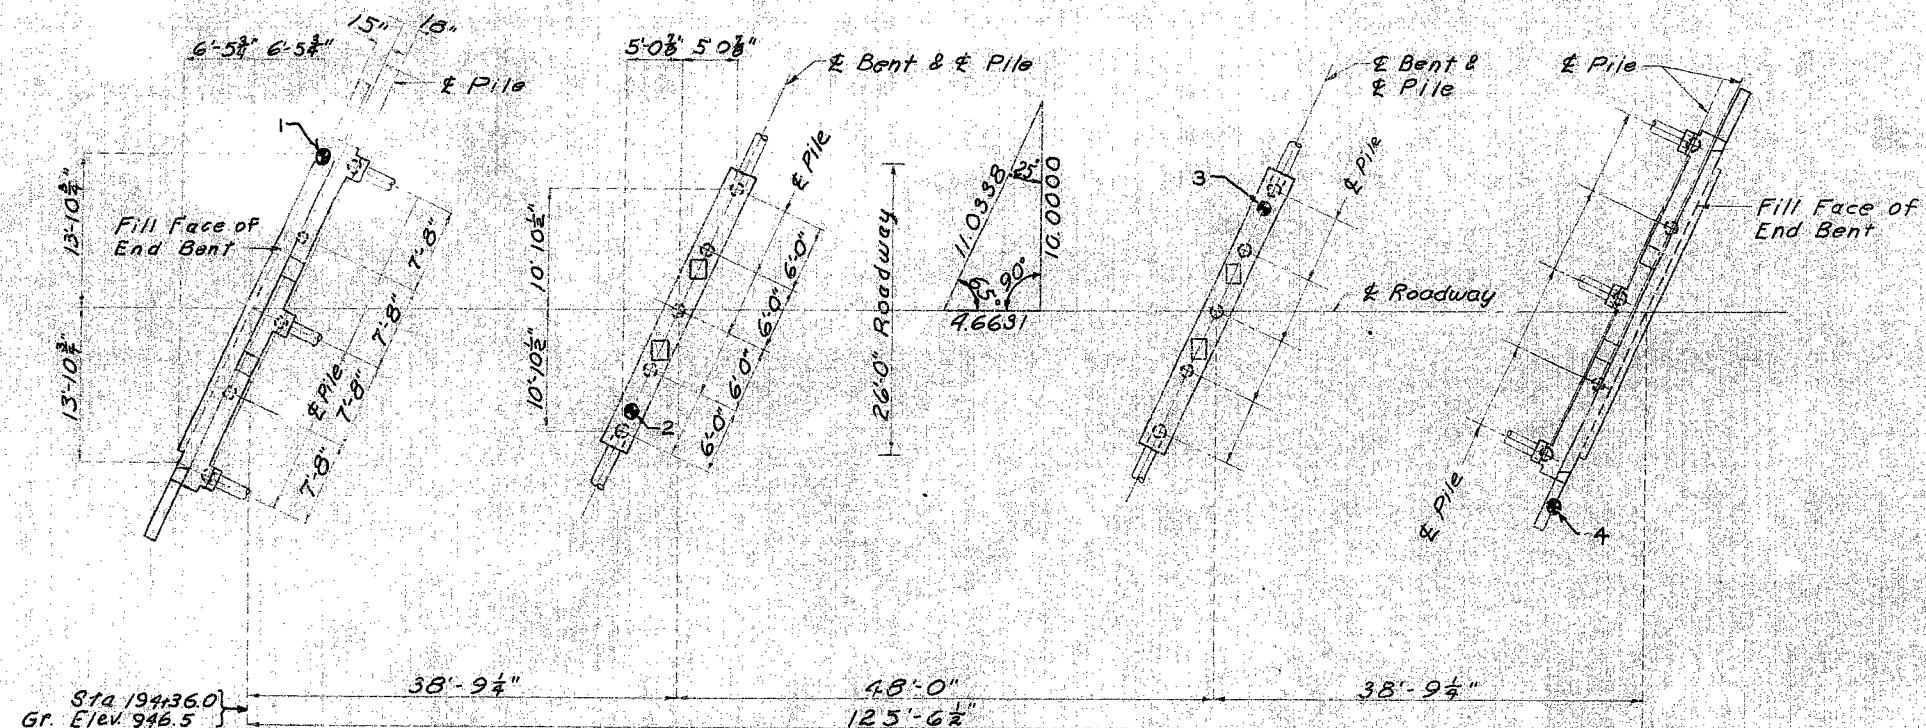 15" 18"
6'-5¾" 6'-5¾"
℄ Pile
1
13'-10¾"
Fill Face of
End Bent
13'-10¾"
7'-8"
7'-8"
7'-8"
7'-8"
℄ Pile
5'-0⅞" 5'0⅞"
℄ Bent & ℄ Pile
℄ Pile
10'10½"
10'-10½"
6'-0"
6'-0"
6'-0"
6'-0"
2
26'-0" Roadway
11.0338
25°
10.0000
65°
90°
4.6631
℄ Bent &
℄ Pile
3
℄ Pile
℄ Roadway
℄ Pile
Fill Face of
End Bent
℄ Pile
4
Sta 194+36.0
Gr. Elev. 946.5
38'-9¼"
48'-0"
38'-9¼"
125'-6½"